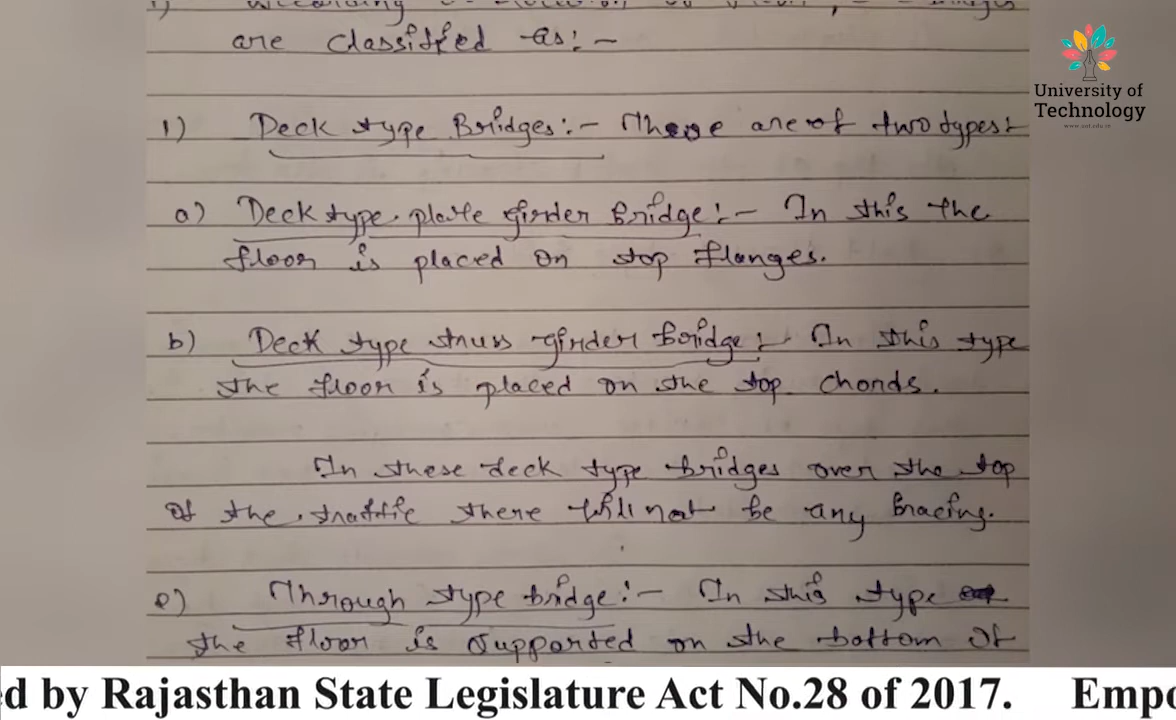 are classified as:-
1) Deck type Bridges:- These are of two types:
a) Deck type plate girder bridge:- In this the
floor is placed on top flanges.
b) Deck type truss girder bridge:- In this type
the floor is placed on the top chords.
In these deck type bridges over the top
of the traffic there will not be any bracing.
Through type bridge:- In this type
the floor is supported on the bottom of
University of
Technology
ed by Rajasthan State Legislature Act No.28 of 2017. Empo